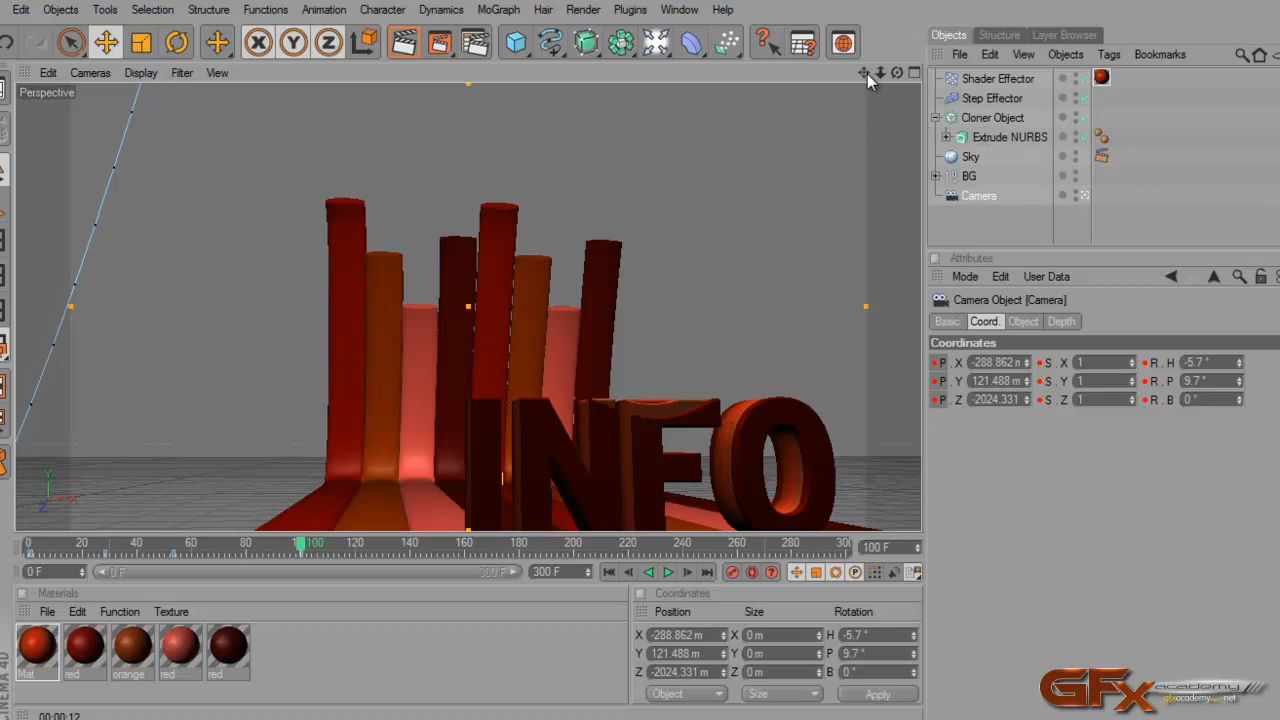 Edit Objects Tools Selection Structure Functions Animation Character Dynamics MoGraph Hair Render Plugins Window Help
X Y Z
Objects Structure Layer Browser
File Edit View Objects Tags Bookmarks
Edit Cameras Display Filter View
Perspective
Shader Effector
Step Effector
Cloner Object
Extrude NURBS
Sky
BG
Camera
Attributes
Mode Edit User Data
Camera Object [Camera]
Basic Coord. Object Depth
Coordinates
P . X -288.862 m S . X 1 R . H -5.7 °
P . Y 121.488 m S . Y 1 R . P 9.7 °
P . Z -2024.331 S . Z 1 R . B 0 °
INFO
Y
X
Z
0 20 40 60 80 100 120 140 160 180 200 220 240 260 280 300 100 F
0 F 0 F 300 F 300 F
Materials
File Edit Function Texture
Mat red orange red red
Coordinates
Position Size Rotation
X -288.862 m X 0 m H -5.7 °
Y 121.488 m Y 0 m P 9.7 °
Z -2024.331 m Z 0 m B 0 °
Object Size Apply
CINEMA 4D
00:00:12
GFx academy
gfxacademy.net